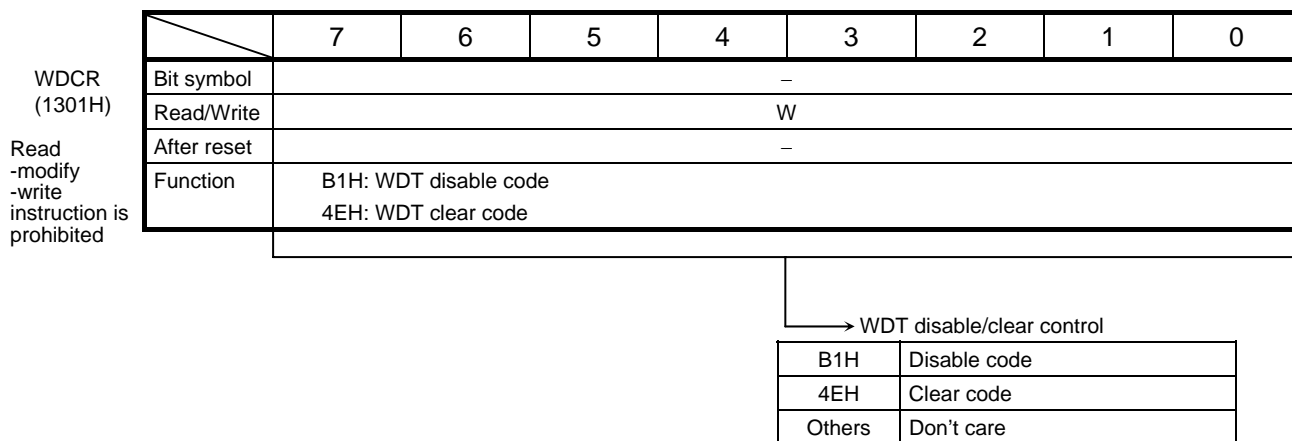 7 6 5 4 3 2 1 0
WDCR
(1301H)
Bit symbol –
Read/Write W
After reset –
Function B1H: WDT disable code
4EH: WDT clear code
Read
-modify
-write
instruction is
prohibited
WDT disable/clear control
B1H Disable code
4EH Clear code
Others Don't care